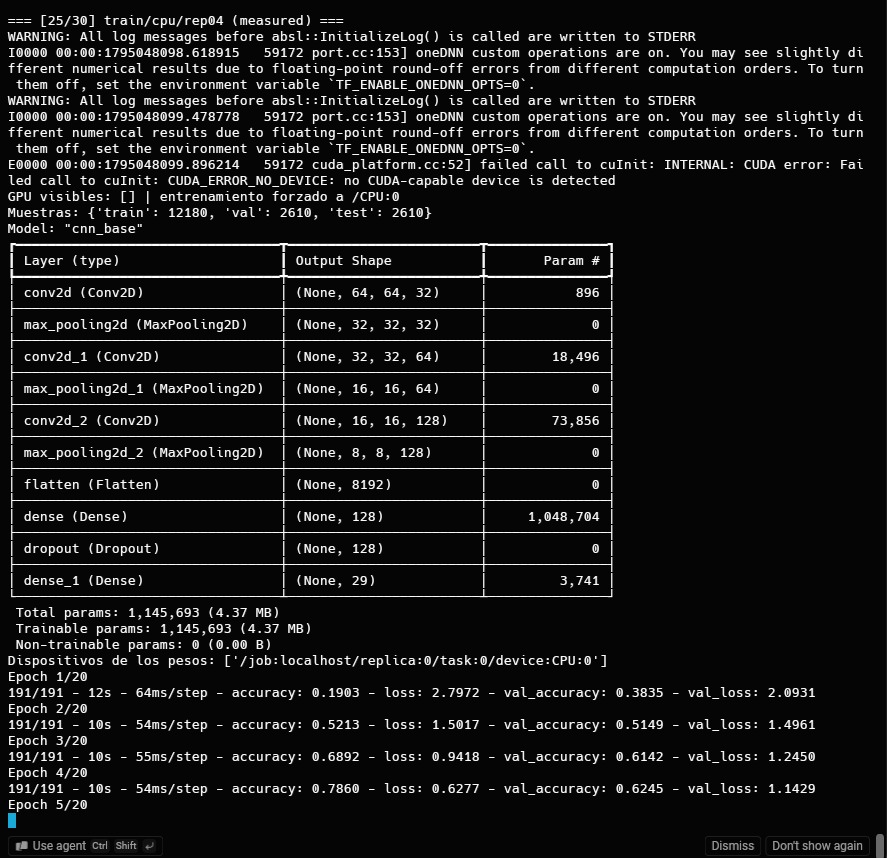 === [25/30] train/cpu/rep04 (measured) ===
WARNING: All log messages before absl::InitializeLog() is called are written to STDERR
I0000 00:00:1795048098.618915   59172 port.cc:153] oneDNN custom operations are on. You may see slightly di
fferent numerical results due to floating-point round-off errors from different computation orders. To turn
 them off, set the environment variable `TF_ENABLE_ONEDNN_OPTS=0`.
WARNING: All log messages before absl::InitializeLog() is called are written to STDERR
I0000 00:00:1795048099.478778   59172 port.cc:153] oneDNN custom operations are on. You may see slightly di
fferent numerical results due to floating-point round-off errors from different computation orders. To turn
 them off, set the environment variable `TF_ENABLE_ONEDNN_OPTS=0`.
E0000 00:00:1795048099.896214   59172 cuda_platform.cc:52] failed call to cuInit: INTERNAL: CUDA error: Fai
led call to cuInit: CUDA_ERROR_NO_DEVICE: no CUDA-capable device is detected
GPU visibles: [] | entrenamiento forzado a /CPU:0
Muestras: {'train': 12180, 'val': 2610, 'test': 2610}
Model: "cnn_base"
Layer (type) Output Shape Param #
conv2d (Conv2D) (None, 64, 64, 32) 896
max_pooling2d (MaxPooling2D) (None, 32, 32, 32) 0
conv2d_1 (Conv2D) (None, 32, 32, 64) 18,496
max_pooling2d_1 (MaxPooling2D) (None, 16, 16, 64) 0
conv2d_2 (Conv2D) (None, 16, 16, 128) 73,856
max_pooling2d_2 (MaxPooling2D) (None, 8, 8, 128) 0
flatten (Flatten) (None, 8192) 0
dense (Dense) (None, 128) 1,048,704
dropout (Dropout) (None, 128) 0
dense_1 (Dense) (None, 29) 3,741
Total params: 1,145,693 (4.37 MB)
Trainable params: 1,145,693 (4.37 MB)
Non-trainable params: 0 (0.00 B)
Dispositivos de los pesos: ['/job:localhost/replica:0/task:0/device:CPU:0']
Epoch 1/20
191/191 - 12s - 64ms/step - accuracy: 0.1903 - loss: 2.7972 - val_accuracy: 0.3835 - val_loss: 2.0931
Epoch 2/20
191/191 - 10s - 54ms/step - accuracy: 0.5213 - loss: 1.5017 - val_accuracy: 0.5149 - val_loss: 1.4961
Epoch 3/20
191/191 - 10s - 55ms/step - accuracy: 0.6892 - loss: 0.9418 - val_accuracy: 0.6142 - val_loss: 1.2450
Epoch 4/20
191/191 - 10s - 54ms/step - accuracy: 0.7860 - loss: 0.6277 - val_accuracy: 0.6245 - val_loss: 1.1429
Epoch 5/20
Use agent Ctrl Shift ↵ Dismiss Don't show again